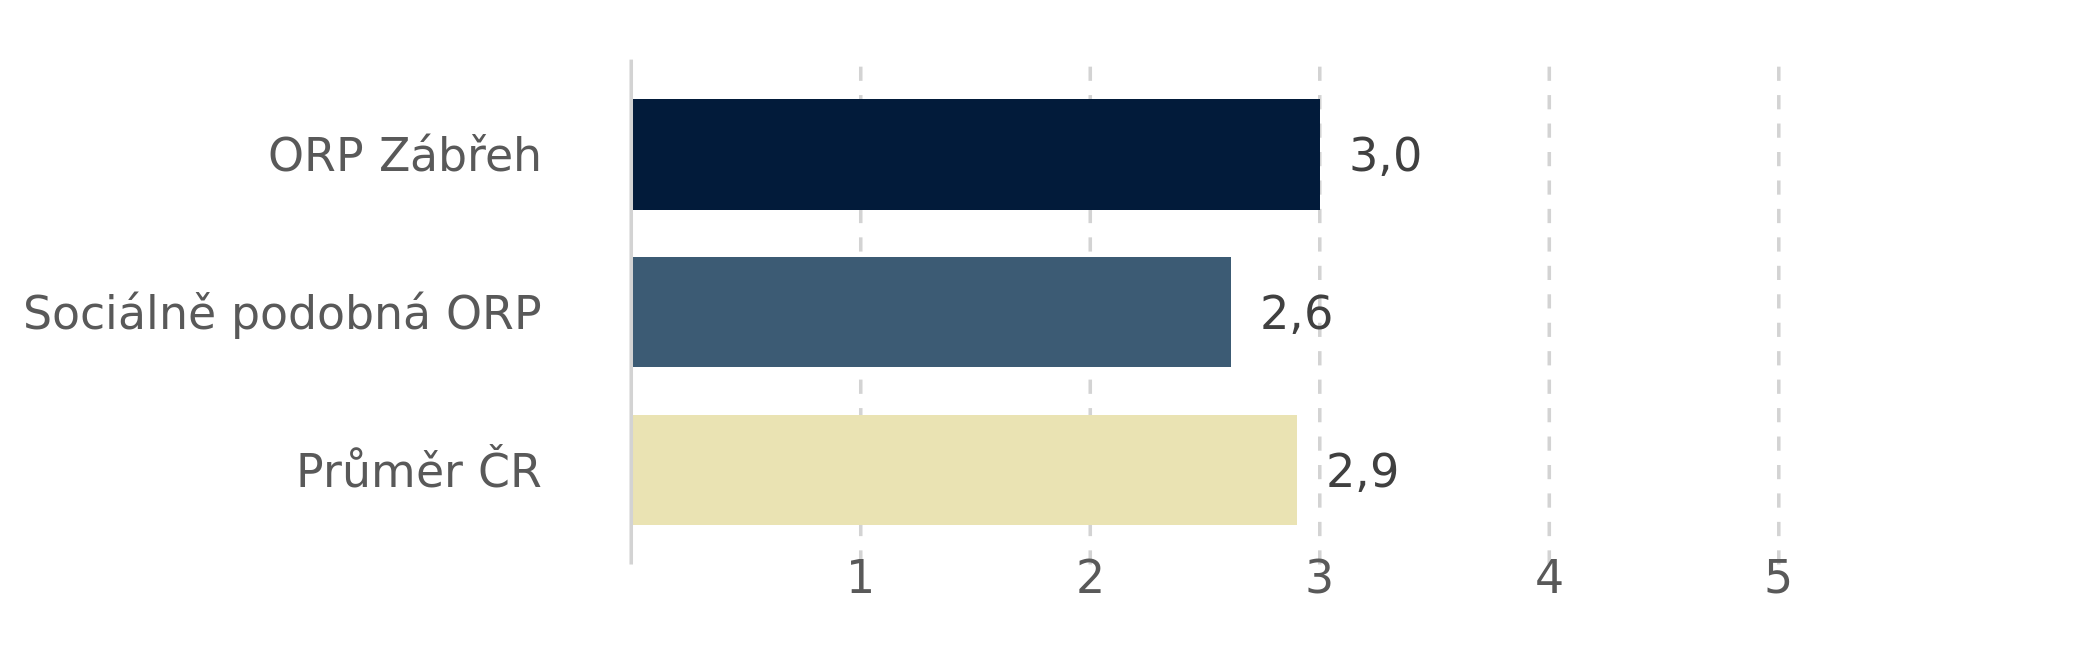 ORP Zábřeh 3,0
Sociálně podobná ORP 2,6
Průměr ČR 2,9
1 2 3 4 5